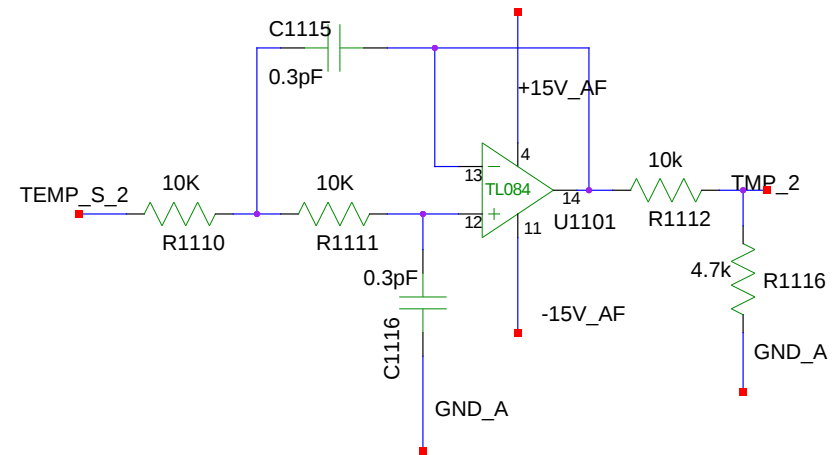 C1115
0.3pF
+15V_AF
10K
10K
10k
TEMP_S_2
13
4
TL084
14
TMP_2
R1110
R1111
12
11
U1101
R1112
0.3pF
4.7k
R1116
C1116
-15V_AF
GND_A
GND_A